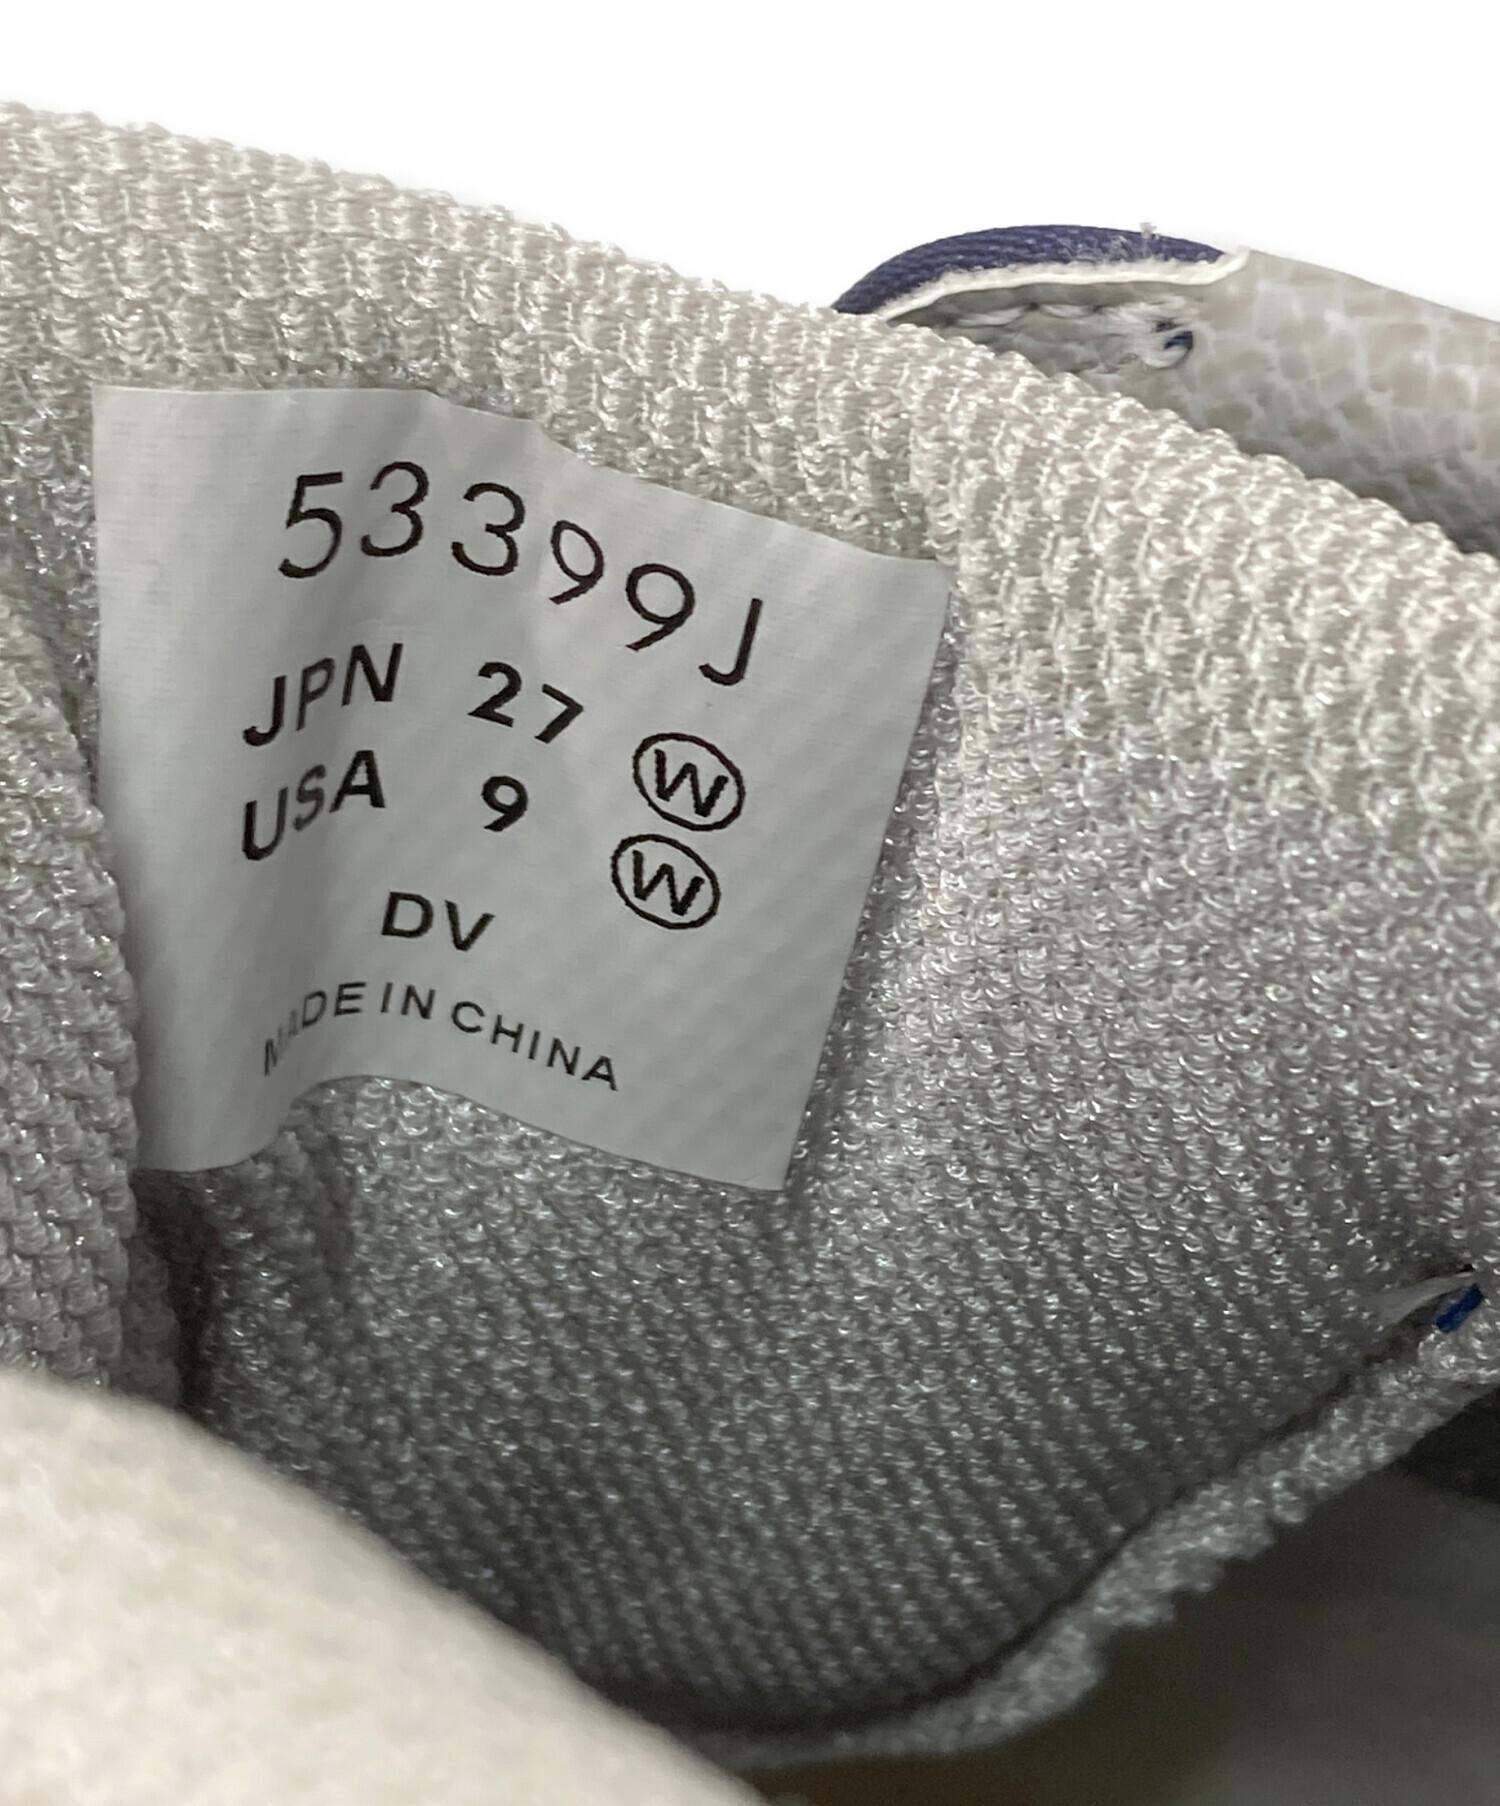 53399J
JPN 27 W
USA 9 W
DV
MADE IN CHINA